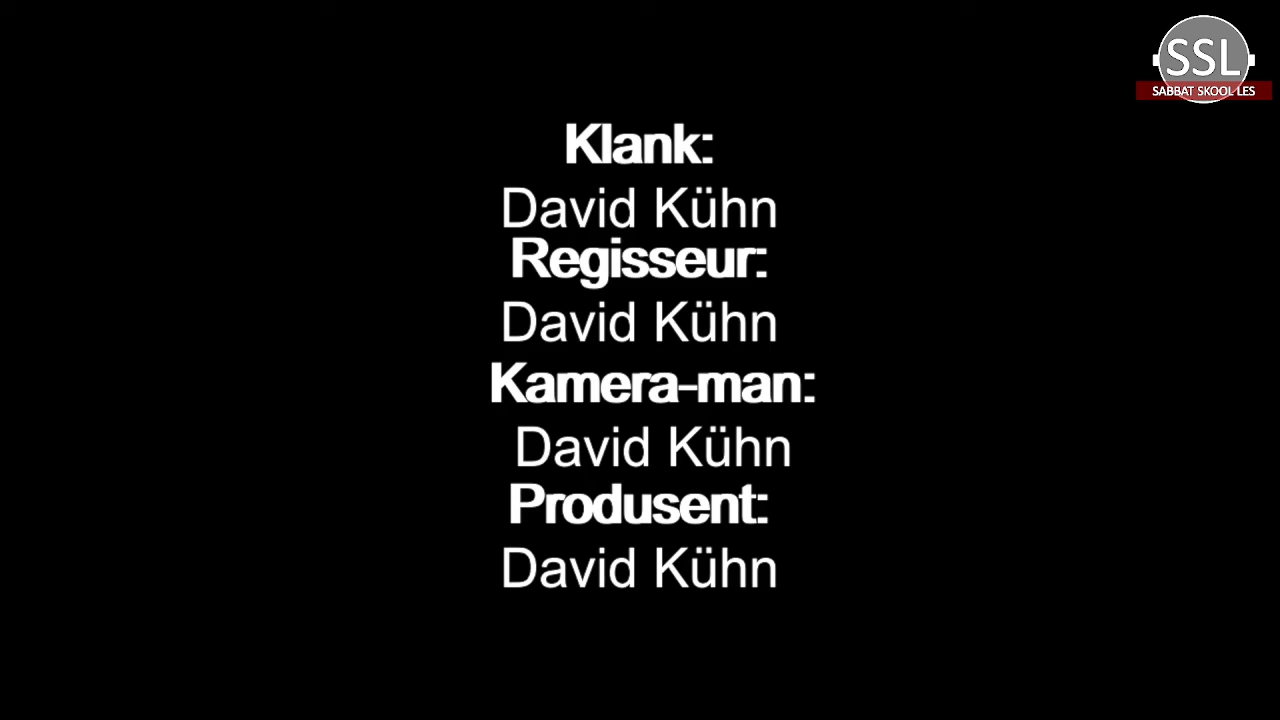 SSL
SABBAT SKOOL LES
Klank:
David Kühn
Regisseur:
David Kühn
Kamera-man:
David Kühn
Produsent:
David Kühn